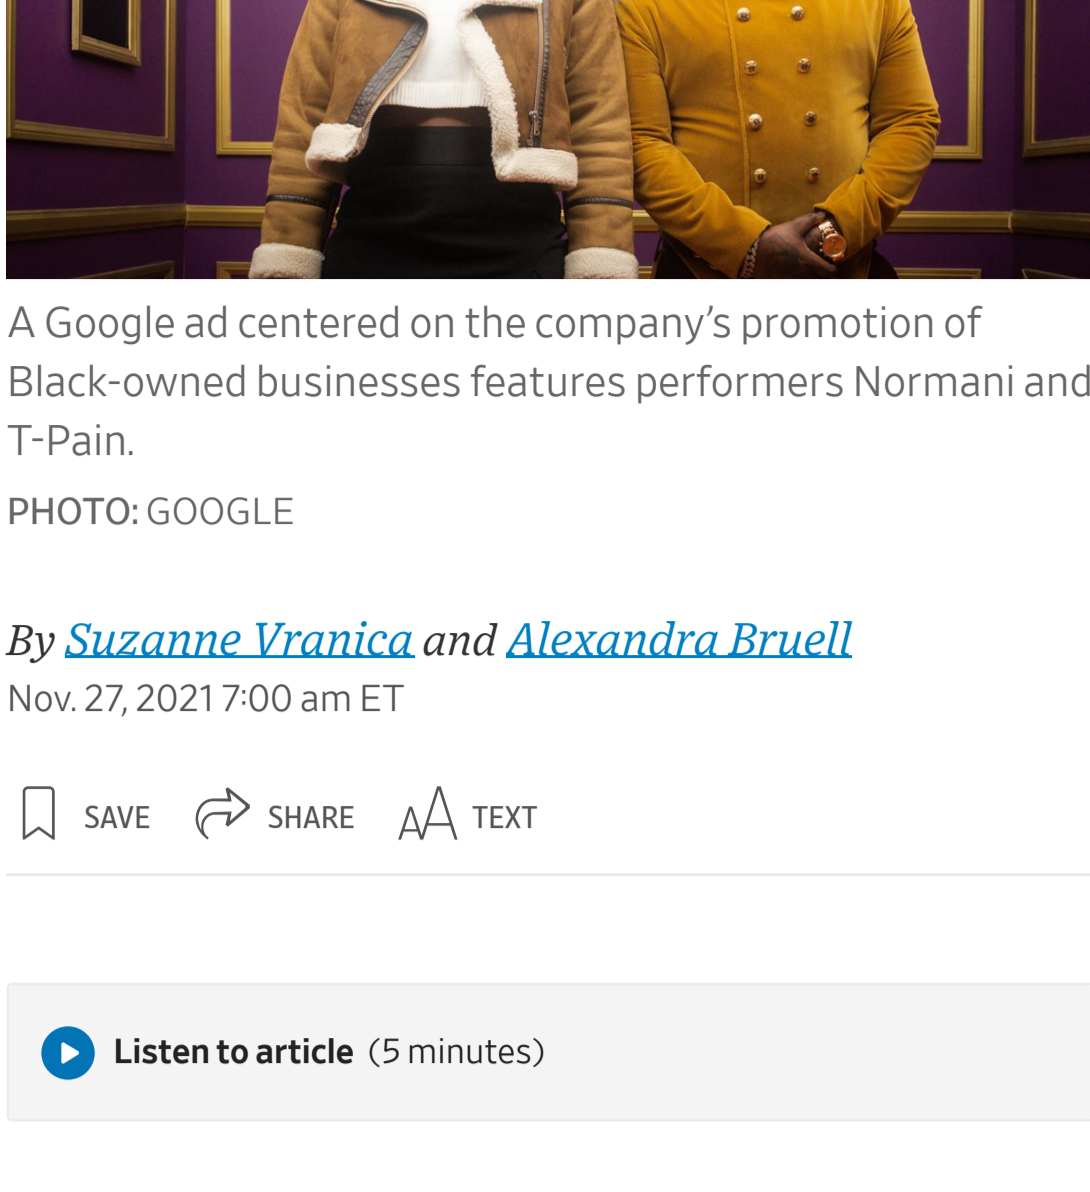 A Google ad centered on the company’s promotion of
Black-owned businesses features performers Normani and
T-Pain.
PHOTO: GOOGLE
By Suzanne Vranica and Alexandra Bruell
Nov. 27, 2021 7:00 am ET
SAVE SHARE AA TEXT
Listen to article (5 minutes)